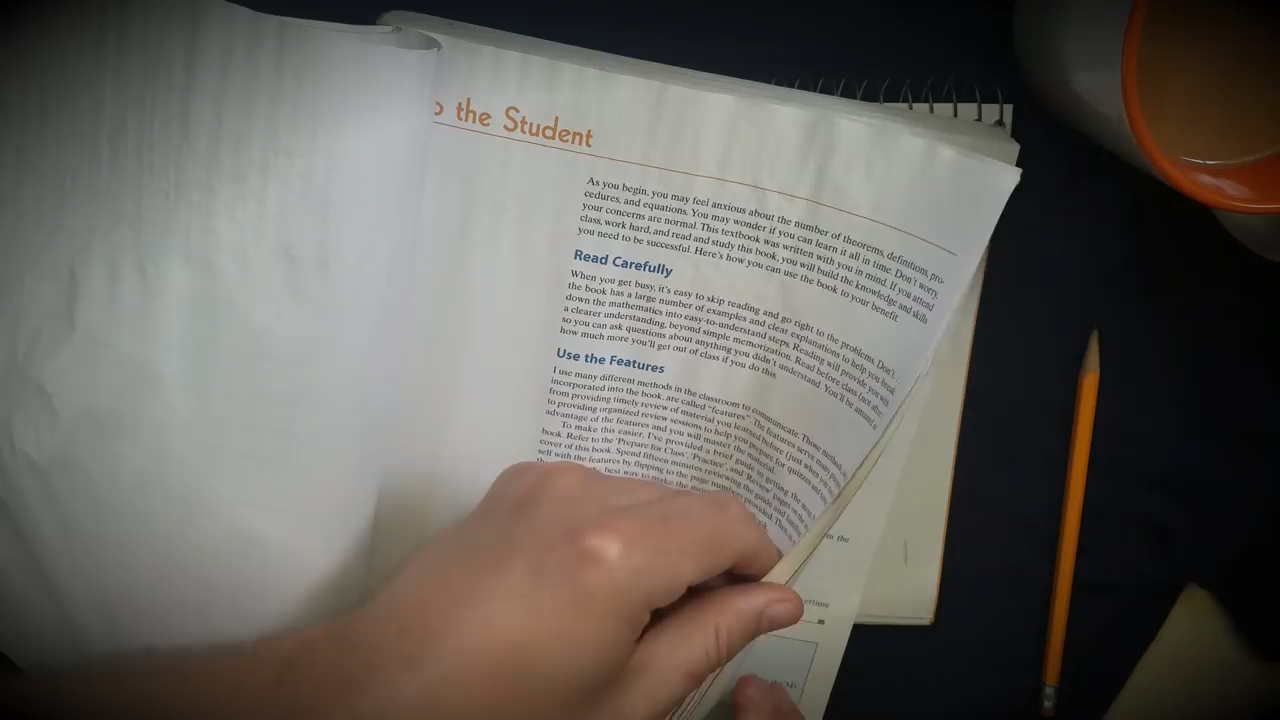 o the Student
As you begin, you may feel anxious about the number of theorems, definitions, pro-
cedures, and equations. You may wonder if you can learn it all in time. Don't worry,
your concerns are normal. This textbook was written with you in mind. If you attend
class, work hard, and read and study this book, you will build the knowledge and skills
you need to be successful. Here's how you can use the book to your benefit.
Read Carefully
When you get busy, it's easy to skip reading and go right to the problems. Don't
the book has a large number of examples and clear explanations to help you break
down the mathematics into easy-to-understand steps. Reading will provide you with
a clearer understanding, beyond simple memorization. Read before class (not after)
so you can ask questions about anything you didn't understand. You'll be amazed
how much more you'll get out of class if you do this.
Use the Features
I use many different methods in the classroom to communicate. Those methods,
incorporated into the book, are called "features". The features serve many
from providing timely review of material you learned before (just when you
to providing organized review sessions to help you prepare for quizzes and
advantage of the features and you will master the material.
To make this easier, I've provided a brief guide to getting the most
book. Refer to the 'Prepare for Class', 'Practice', and 'Review' pages on the
cover of this book. Spend fifteen minutes reviewing the guide and
self with the features by flipping to the page numbers provided. Then,
best way to make the
the